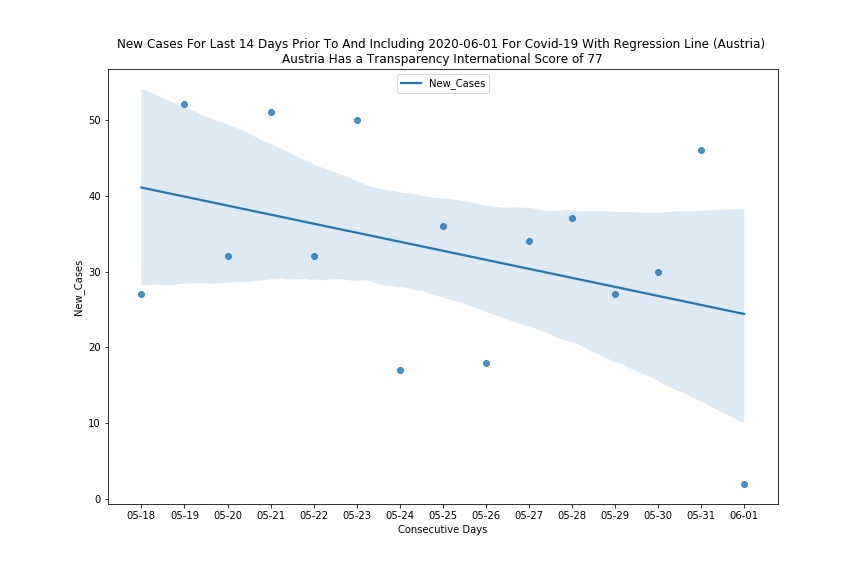 New Cases For Last 14 Days Prior To And Including 2020-06-01 For Covid-19 With Regression Line (Austria)
Austria Has a Transparency International Score of 77
New_Cases
50
40
30
20
10
0
New_Cases
05-18 05-19 05-20 05-21 05-22 05-23 05-24 05-25 05-26 05-27 05-28 05-29 05-30 05-31 06-01
Consecutive Days